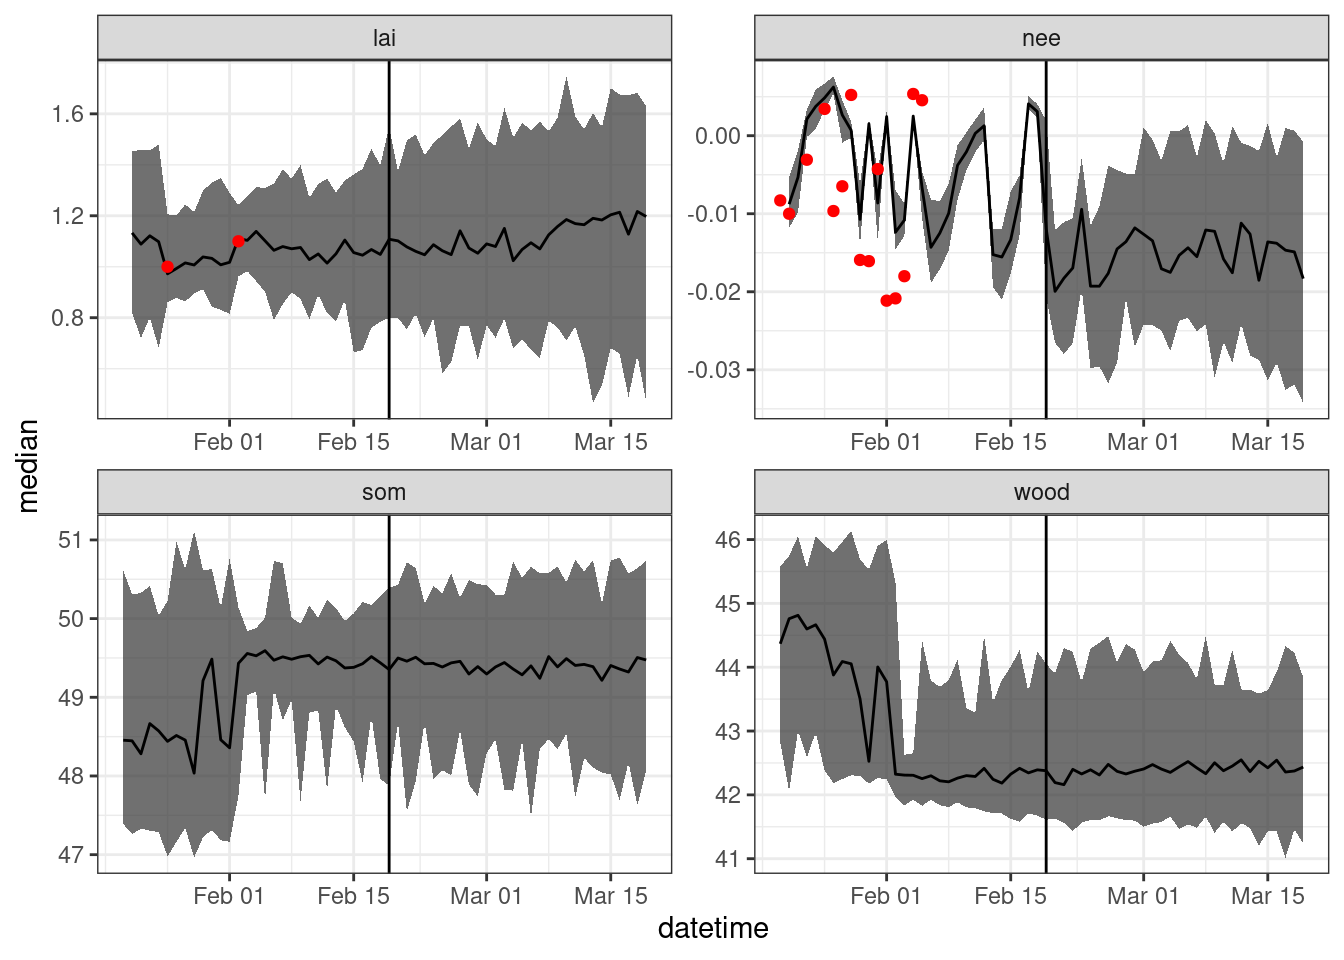 lai
nee
1.6
1.2
0.8
0.00
-0.01
-0.02
-0.03
Feb 01 Feb 15 Mar 01 Mar 15
Feb 01 Feb 15 Mar 01 Mar 15
median
som
wood
51
50
49
48
47
46
45
44
43
42
41
Feb 01 Feb 15 Mar 01 Mar 15
Feb 01 Feb 15 Mar 01 Mar 15
datetime